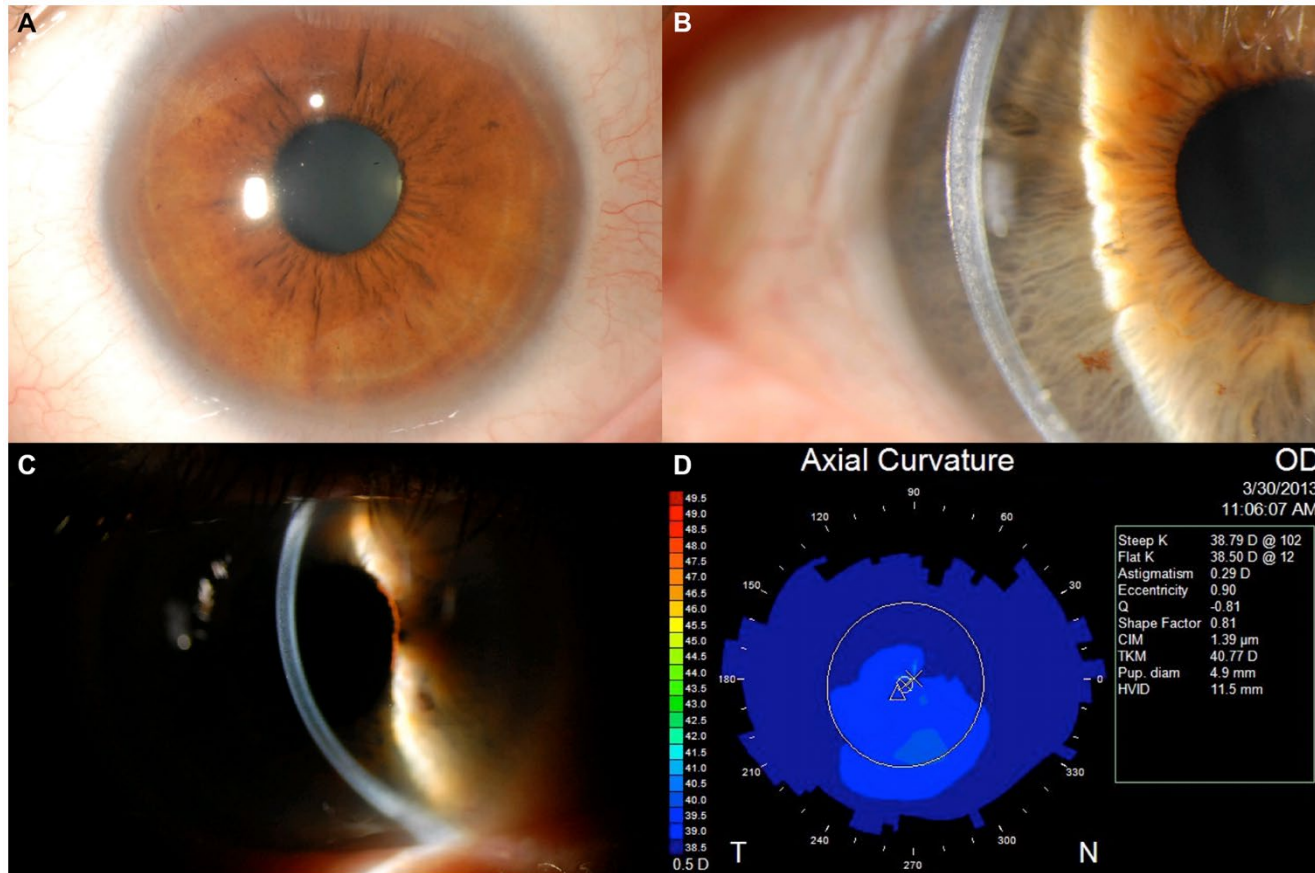 A
B
C
D
Axial Curvature
OD
3/30/2013
11:06:07 AM
49.5
49.0
48.5
48.0
47.5
47.0
46.5
46.0
45.5
45.0
44.5
44.0
43.5
43.0
42.5
42.0
41.5
41.0
40.5
40.0
39.5
39.0
38.5
0.5 D
90
120
60
150
30
180
0
210
330
240
300
270
T
N
Steep K 38.79 D @ 102
Flat K 38.50 D @ 12
Astigmatism 0.29 D
Eccentricity 0.90
Q -0.81
Shape Factor 0.81
CIM 1.39 µm
TKM 40.77 D
Pup. diam 4.9 mm
HVID 11.5 mm